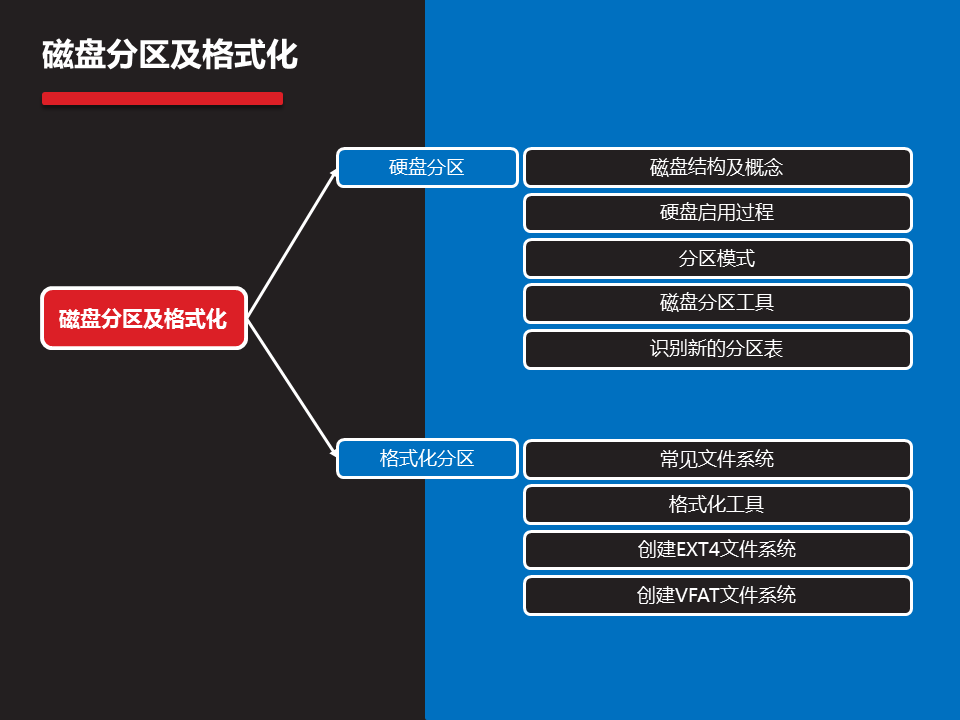 磁盘分区及格式化
磁盘分区及格式化
硬盘分区
磁盘结构及概念
硬盘启用过程
分区模式
磁盘分区工具
识别新的分区表
格式化分区
常见文件系统
格式化工具
创建EXT4文件系统
创建VFAT文件系统